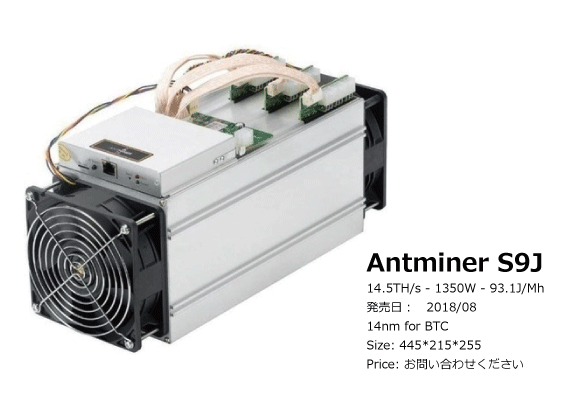 Antminer S9J
14.5TH/s - 1350W - 93.1J/Mh
発売日： 2018/08
14nm for BTC
Size: 445*215*255
Price: お問い合わせください